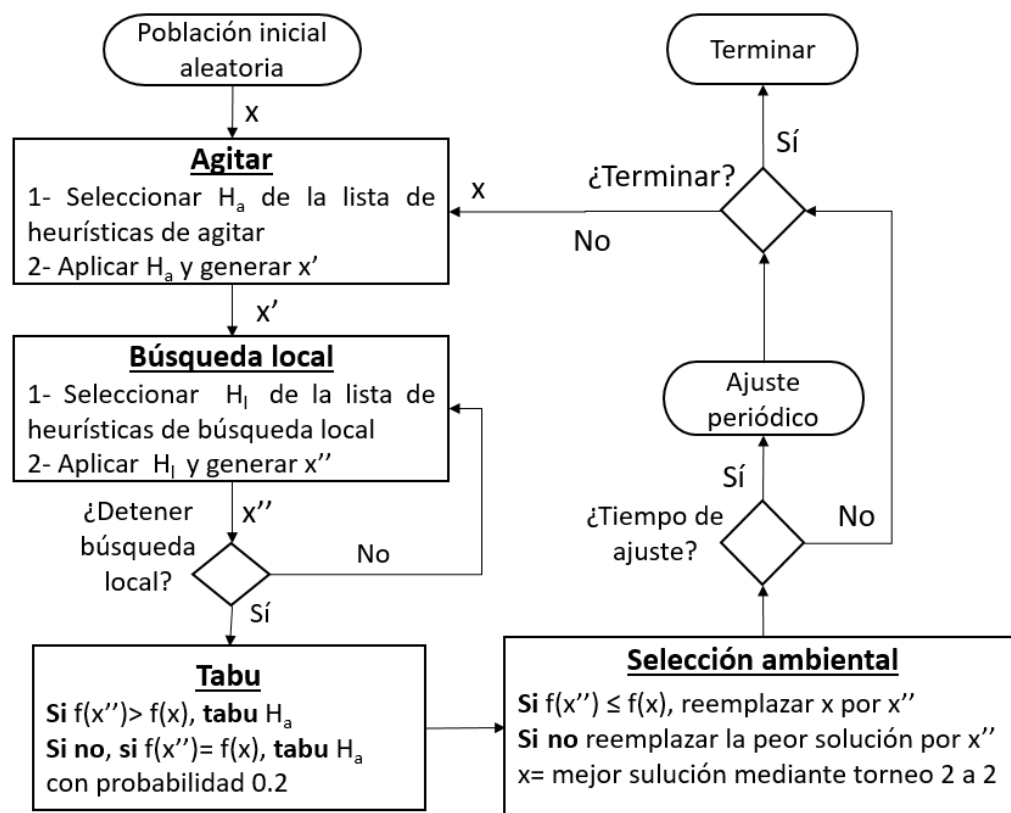 Población inicial
aleatoria
x
Agitar
1- Seleccionar Ha de la lista de
heurísticas de agitar
2- Aplicar Ha y generar x’
x’
Búsqueda local
1- Seleccionar Hl de la lista de
heurísticas de búsqueda local
2- Aplicar Hl y generar x’’
x’’
¿Detener
búsqueda
local?
No
Sí
Tabu
Si f(x’’)> f(x), tabu Ha
Si no, si f(x’’)= f(x), tabu Ha
con probabilidad 0.2
Selección ambiental
Si f(x’’) ≤ f(x), reemplazar x por x’’
Si no reemplazar la peor solución por x’’
x= mejor sulución mediante torneo 2 a 2
¿Tiempo de
ajuste?
Sí
No
Ajuste
periódico
¿Terminar?
No
x
Sí
Terminar